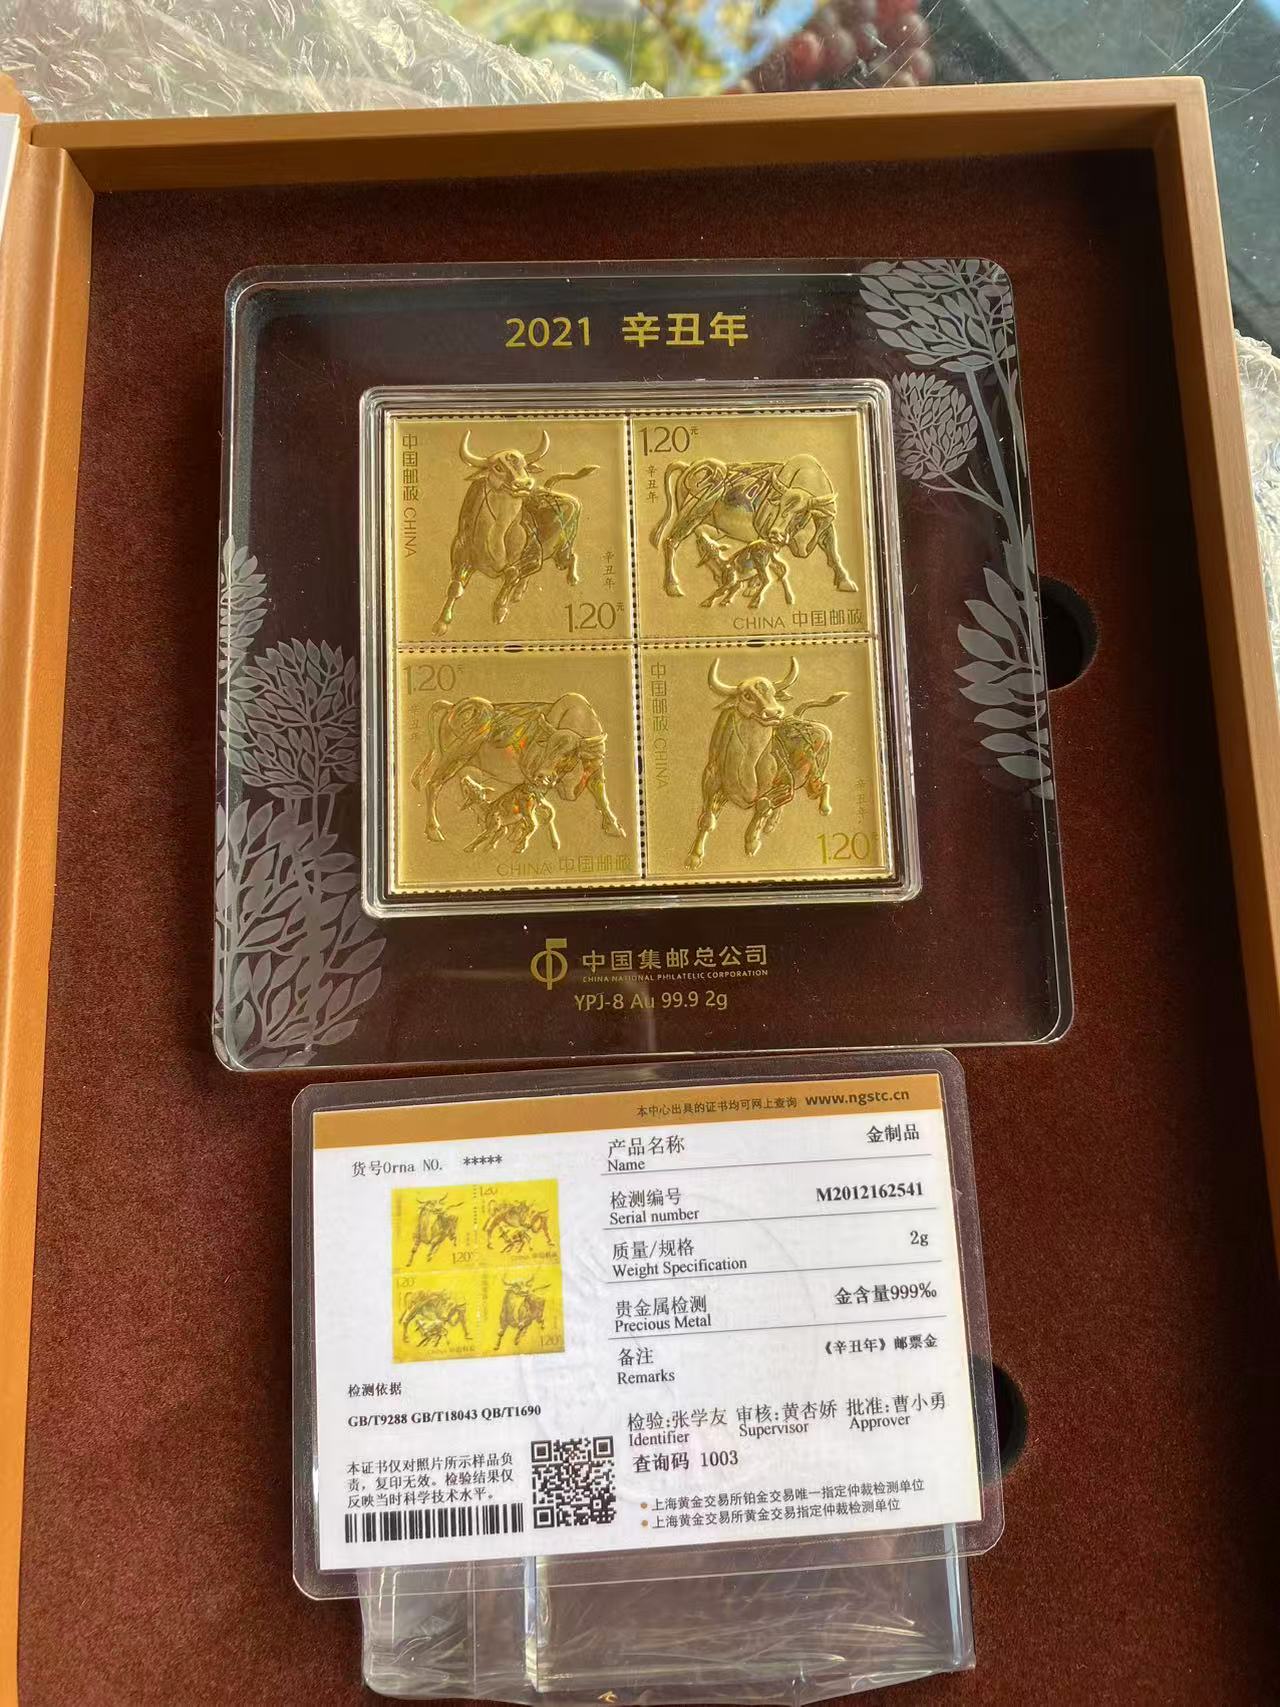 2021 辛丑年
中国邮政 CHINA
辛丑年
1.20元
1.20元
辛丑年
CHINA 中国邮政
1.20元
辛丑年
CHINA 中国邮政
中国邮政 CHINA
辛丑年
1.20元
中国集邮总公司
CHINA NATIONAL PHILATELIC CORPORATION
YPJ-8 Au 99.9 2g
本中心出具的证书均可网上查询 www.ngstc.cn
货号Orna NO. *****
产品名称 金制品
Name
检测编号 M2012162541
Serial number
质量/规格 2g
Weight Specification
贵金属检测 金含量999‰
Precious Metal
备注 《辛丑年》邮票金
Remarks
1.20
1.20
1.20
1.20
检测依据
GB/T9288 GB/T18043 QB/T1690
检验:张学友 审核:黄杏娇 批准:曹小勇
Identifier Supervisor Approver
查询码 1003
本证书仅对照片所示样品负
责，复印无效。检验结果仅
反映当时科学技术水平。
• 上海黄金交易所铂金交易唯一指定仲裁检测单位
• 上海黄金交易所黄金交易指定仲裁检测单位